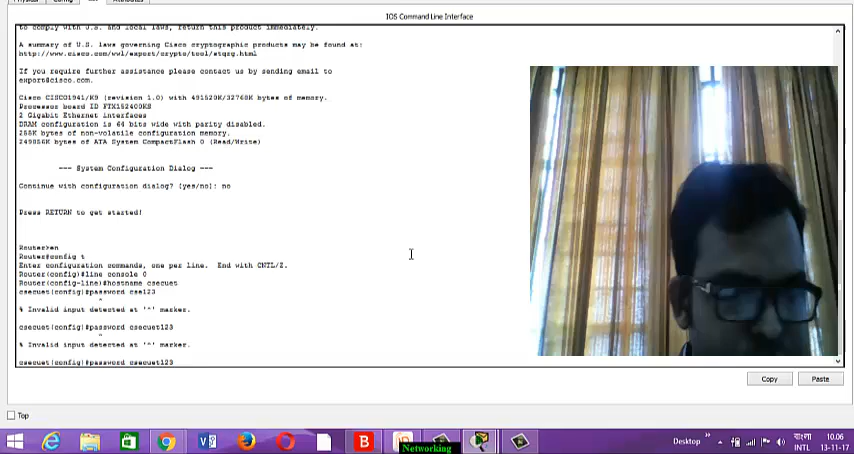 Physical Config CLI Attributes
IOS Command Line Interface
to comply with U.S. and local laws, return this product immediately.
A summary of U.S. laws governing Cisco cryptographic products may be found at:
http://www.cisco.com/wwl/export/crypto/tool/stqrg.html
If you require further assistance please contact us by sending email to
export@cisco.com.
Cisco CISCO1941/K9 (revision 1.0) with 491520K/32768K bytes of memory.
Processor board ID FTX152400KS
2 Gigabit Ethernet interfaces
DRAM configuration is 64 bits wide with parity disabled.
255K bytes of non-volatile configuration memory.
249856K bytes of ATA System CompactFlash 0 (Read/Write)
--- System Configuration Dialog ---
Continue with configuration dialog? (yes/no): no
Press RETURN to get started!
Router>en
Router#config t
Enter configuration commands, one per line. End with CNTL/Z.
Router(config)#line console 0
Router(config-line)#hostname csecuet
csecuet(config)#password cse123
^
% Invalid input detected at '^' marker.
csecuet(config)#password csecuet123
^
% Invalid input detected at '^' marker.
csecuet(config)#password csecuet123
Copy
Paste
Top
Networking
Desktop
বাংলা
INTL
10.06
13-11-17